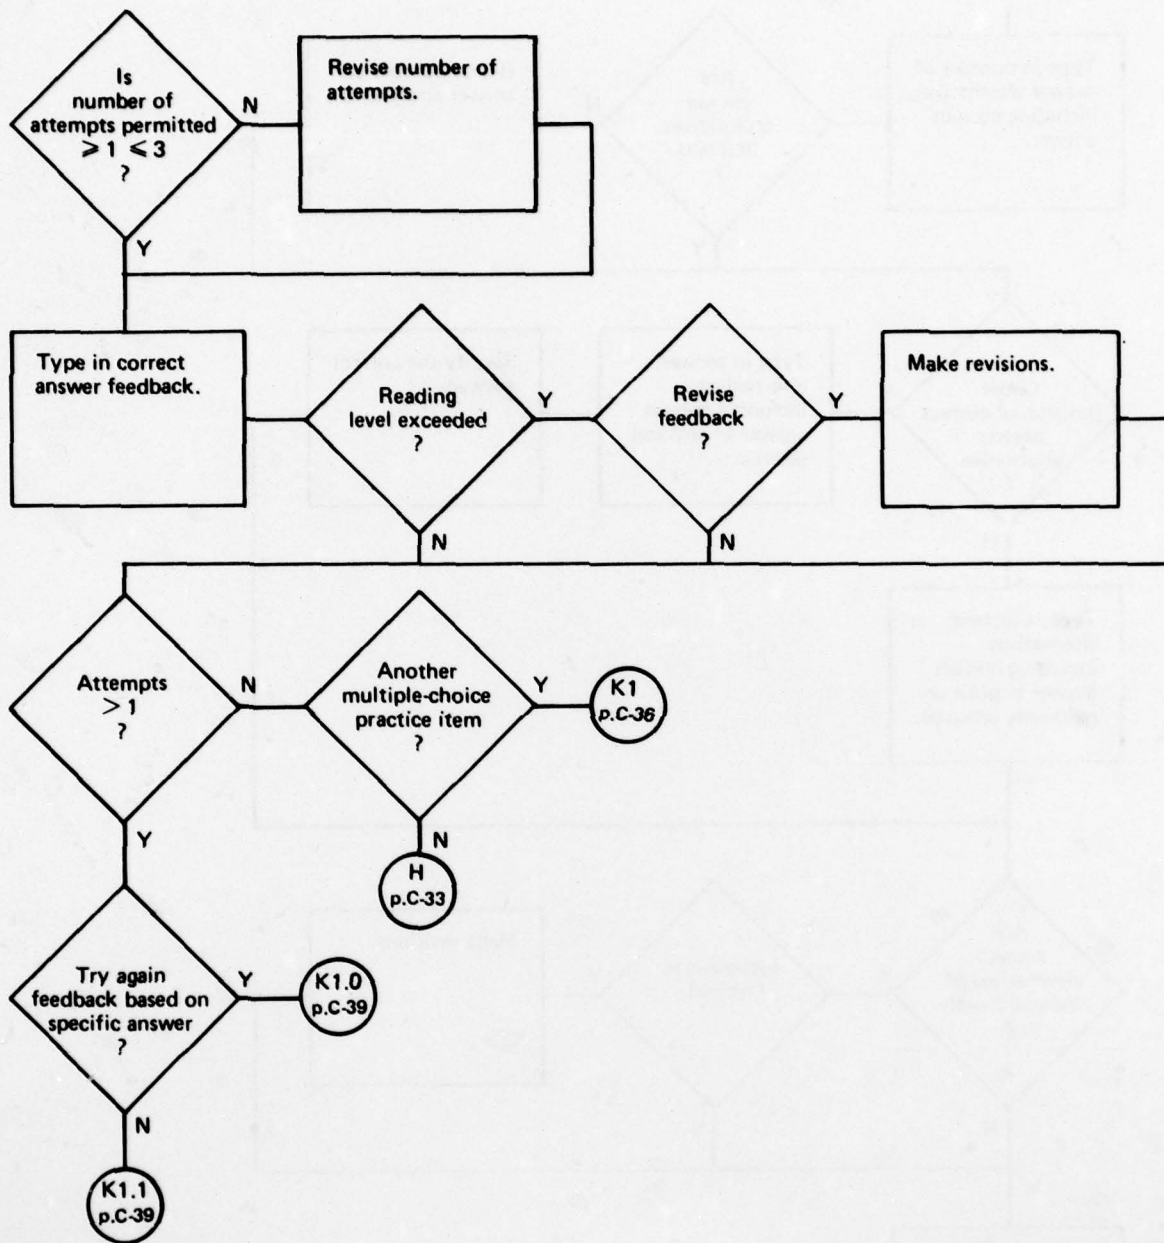 Is
number of
attempts permitted
⩾ 1 ⩽ 3
?
N
Revise number of
attempts.
Y
Type in correct
answer feedback.
Reading
level exceeded
?
Y
Revise
feedback
?
Y
Make revisions.
N
N
Attempts
> 1
?
N
Another
multiple-choice
practice item
?
Y
K1
p.C-36
Y
N
H
p.C-33
Try again
feedback based on
specific answer
?
Y
K1.0
p.C-39
N
K1.1
p.C-39